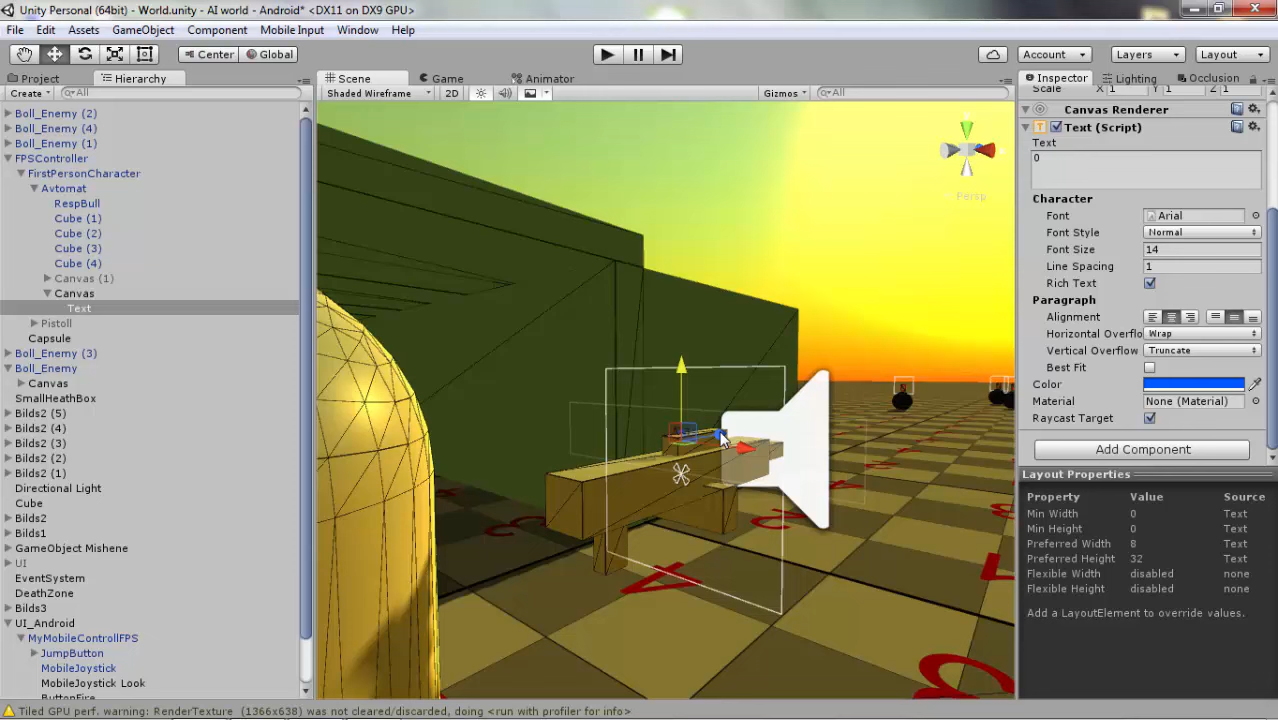 Unity Personal (64bit) - World.unity - AI world - Android* <DX11 on DX9 GPU>
File Edit Assets GameObject Component Mobile Input Window Help
Center Global Account Layers Layout
Project Hierarchy Scene Game Animator Inspector Lighting Occlusion
Create All Shaded Wireframe 2D Gizmos All
Scale X 1 Y 1 Z 1
Boll_Enemy (2)
Boll_Enemy (4)
Boll_Enemy (1)
FPSController
FirstPersonCharacter
Avtomat
RespBull
Cube (1)
Cube (2)
Cube (3)
Cube (4)
Canvas (1)
Canvas
Text
Pistoll
Capsule
Boll_Enemy (3)
Boll_Enemy
Canvas
SmallHeathBox
Bilds2 (5)
Bilds2 (4)
Bilds2 (3)
Bilds2 (2)
Bilds2 (1)
Directional Light
Cube
Bilds2
Bilds1
GameObject Mishene
UI
EventSystem
DeathZone
Bilds3
UI_Android
MyMobileControllFPS
JumpButton
MobileJoystick
MobileJoystick Look
ButtonFire
Persp
Canvas Renderer
Text (Script)
Text
0
Character
Font Arial
Font Style Normal
Font Size 14
Line Spacing 1
Rich Text
Paragraph
Alignment
Horizontal Overflo Wrap
Vertical Overflow Truncate
Best Fit
Color
Material None (Material)
Raycast Target
Add Component
Layout Properties
Property Value Source
Min Width 0 Text
Min Height 0 Text
Preferred Width 8 Text
Preferred Height 32 Text
Flexible Width disabled none
Flexible Height disabled none
Add a LayoutElement to override values.
Tiled GPU perf. warning: RenderTexture (1366x638) was not cleared/discarded, doing <run with profiler for info>